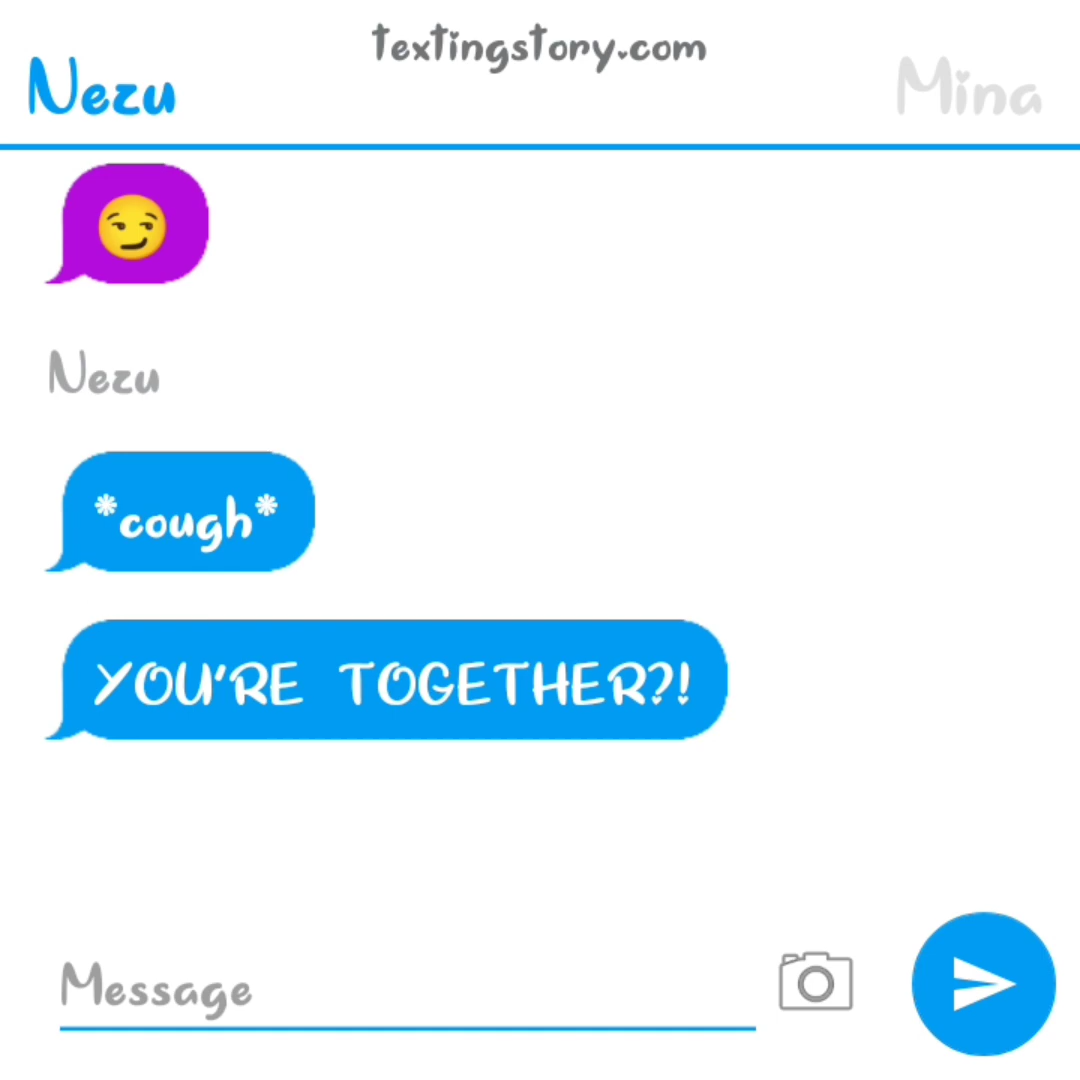 textingstory.com
Nezu
Mina
😏
Nezu
*cough*
YOU'RE TOGETHER?!
Message